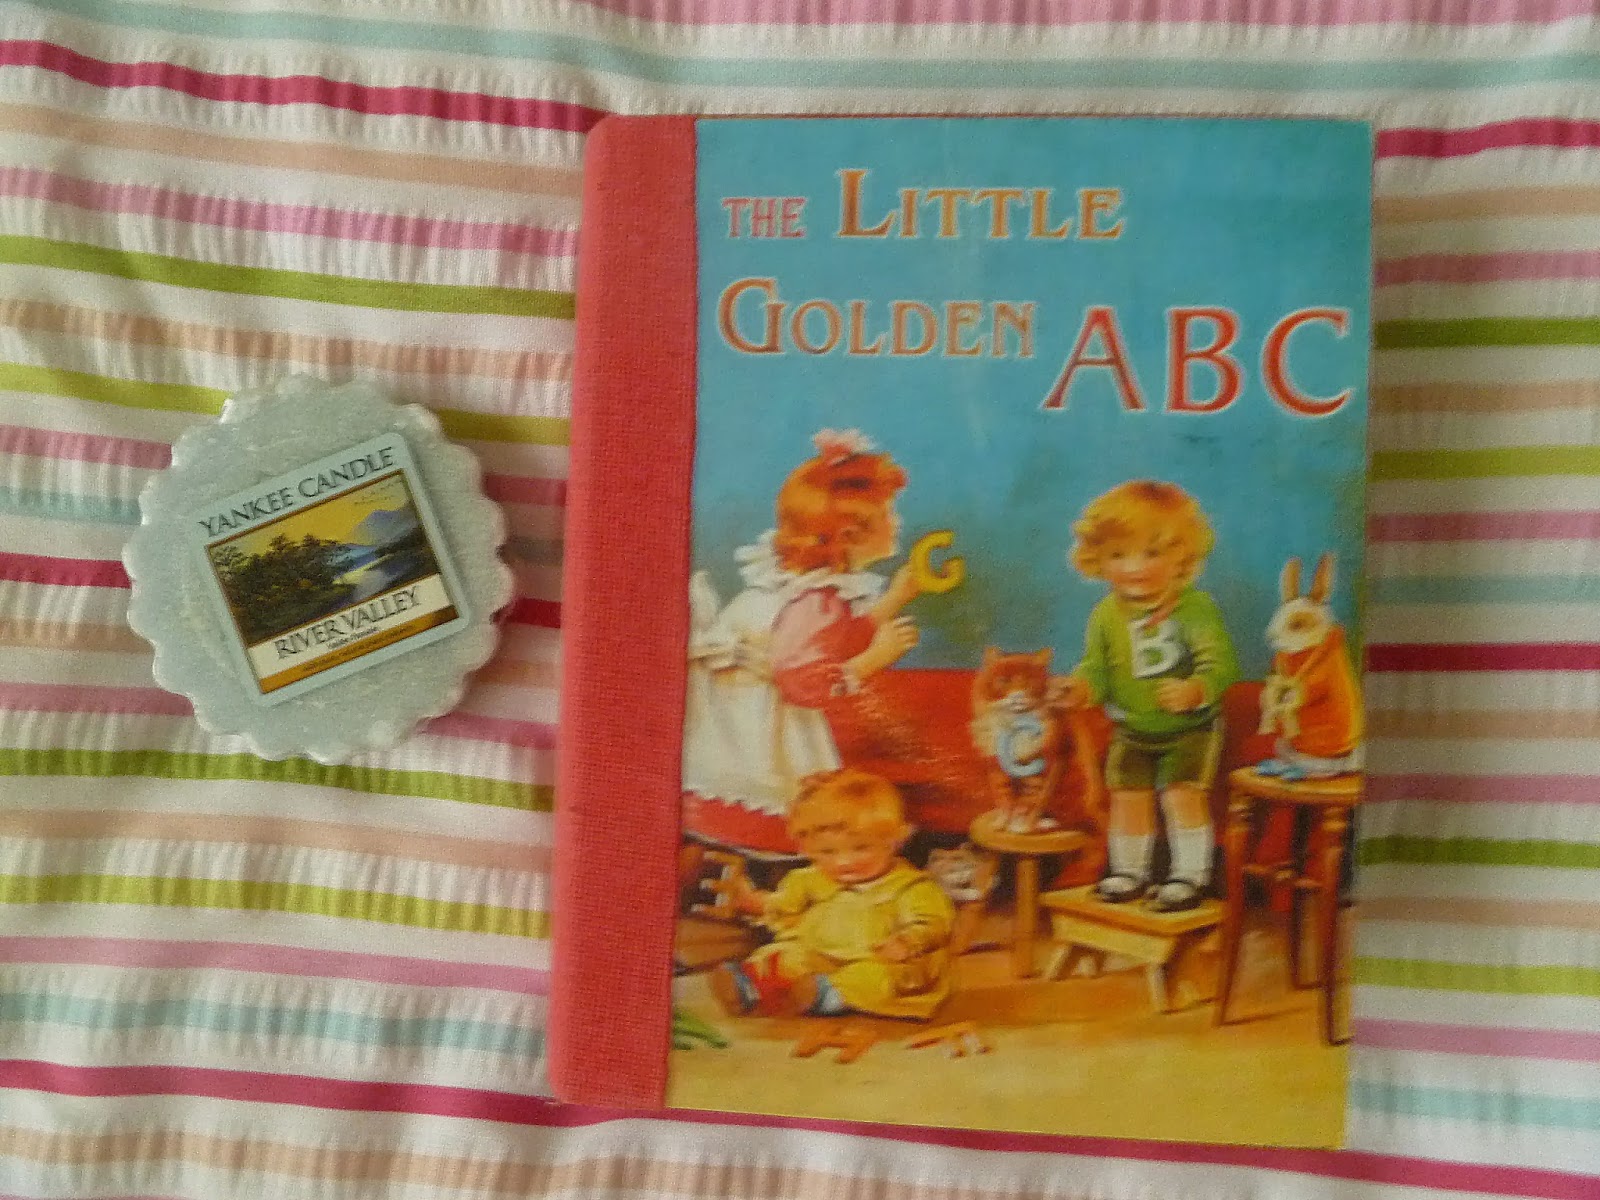 YANKEE CANDLE
RIVER VALLEY
THE LITTLE
GOLDEN ABC
G
B
C